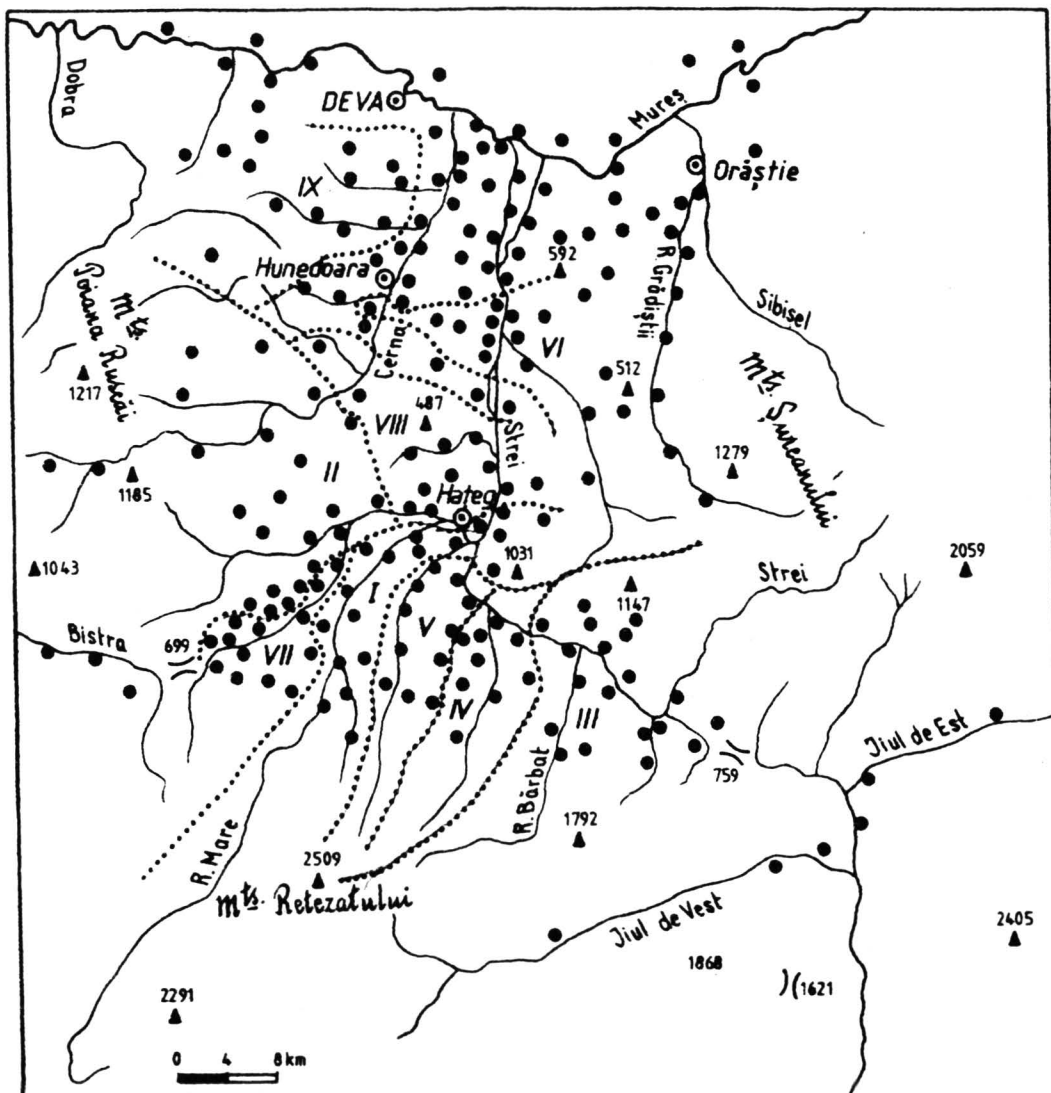 Dobra
DEVA
Mureș
Orăștie
IX
592
Hunedoara
R. Grădiștii
Sibișel
Mts.
Poiana Ruscăi
Cerna
VI
512
1217
487
VIII
Strei
Mts. Șureanului
1279
II
1185
Hațeg
1043
1031
2059
I
1147
Strei
Bistra
699
V
VII
IV
III
Jiul de Est
759
R. Bărbat
1792
R. Mare
2509
Mts. Retezatului
Jiul de Vest
2405
1868
1621
2291
0 4 8 km